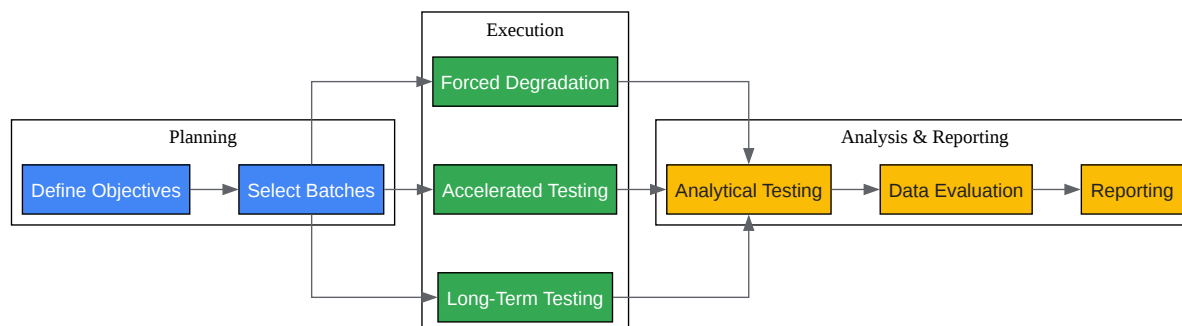 Planning
Define Objectives
Select Batches
Execution
Forced Degradation
Accelerated Testing
Long-Term Testing
Analysis & Reporting
Analytical Testing
Data Evaluation
Reporting